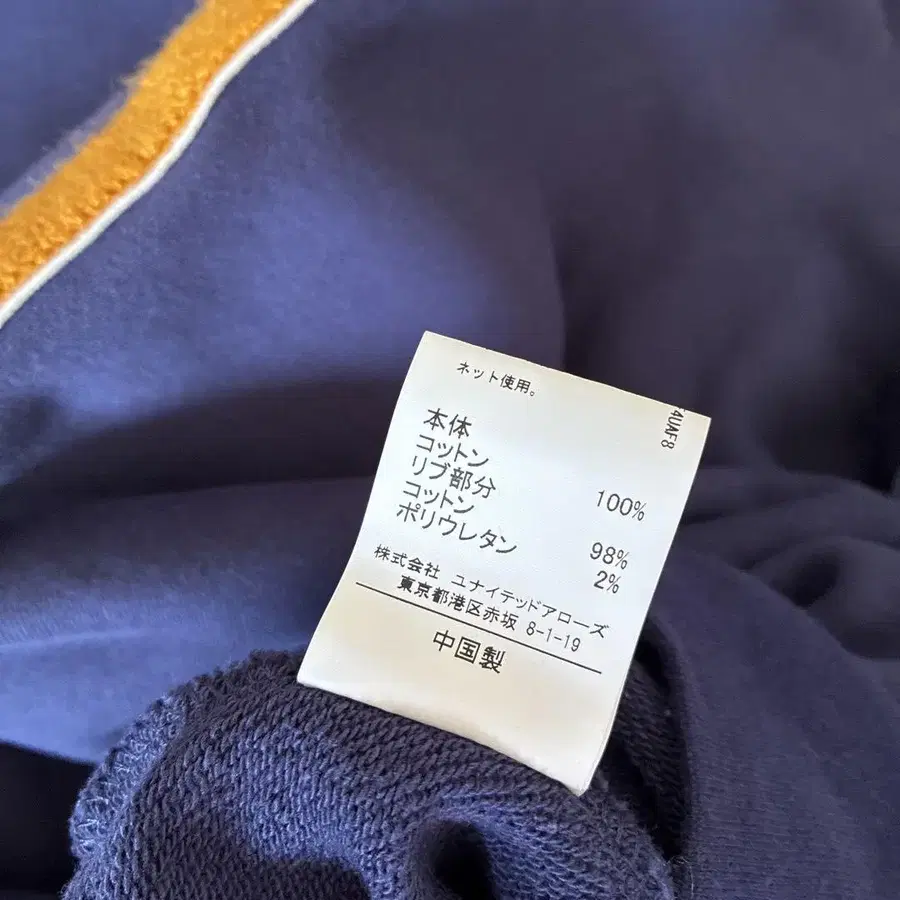 ネット使用。
本体
コットン 100%
リブ部分
コットン 98%
ポリウレタン 2%
株式会社 ユナイテッドアローズ
東京都港区赤坂 8-1-19
中国製
4UAF8